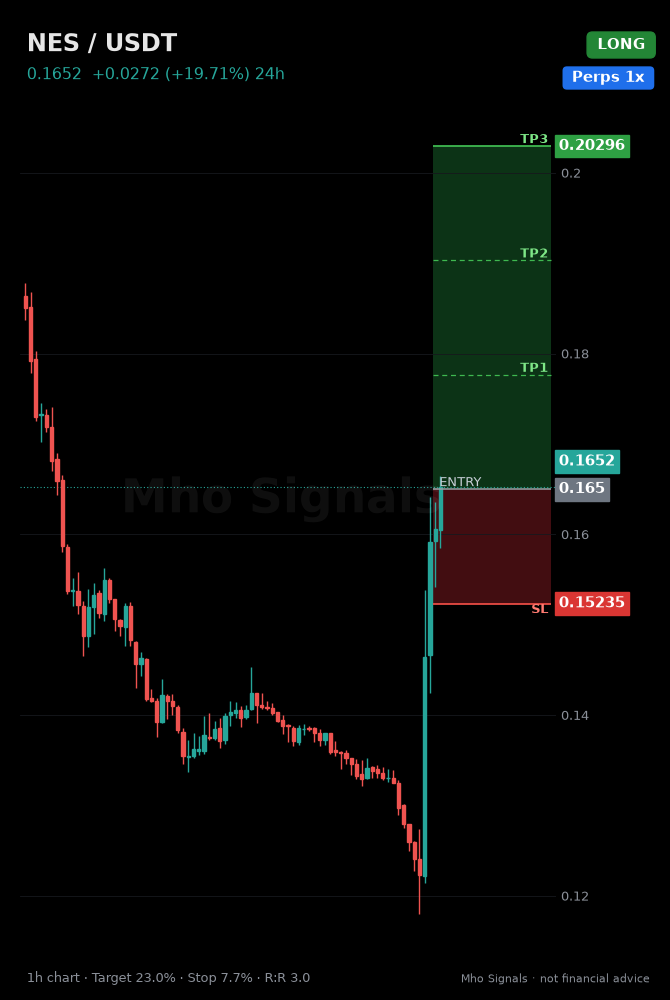 NES / USDT
LONG
0.1652 +0.0272 (+19.71%) 24h
Perps 1x
TP3
0.20296
0.2
TP2
0.18
TP1
0.1652
ENTRY
0.165
Mho Signals
0.16
0.15235
SL
0.14
0.12
1h chart · Target 23.0% · Stop 7.7% · R:R 3.0
Mho Signals · not financial advice